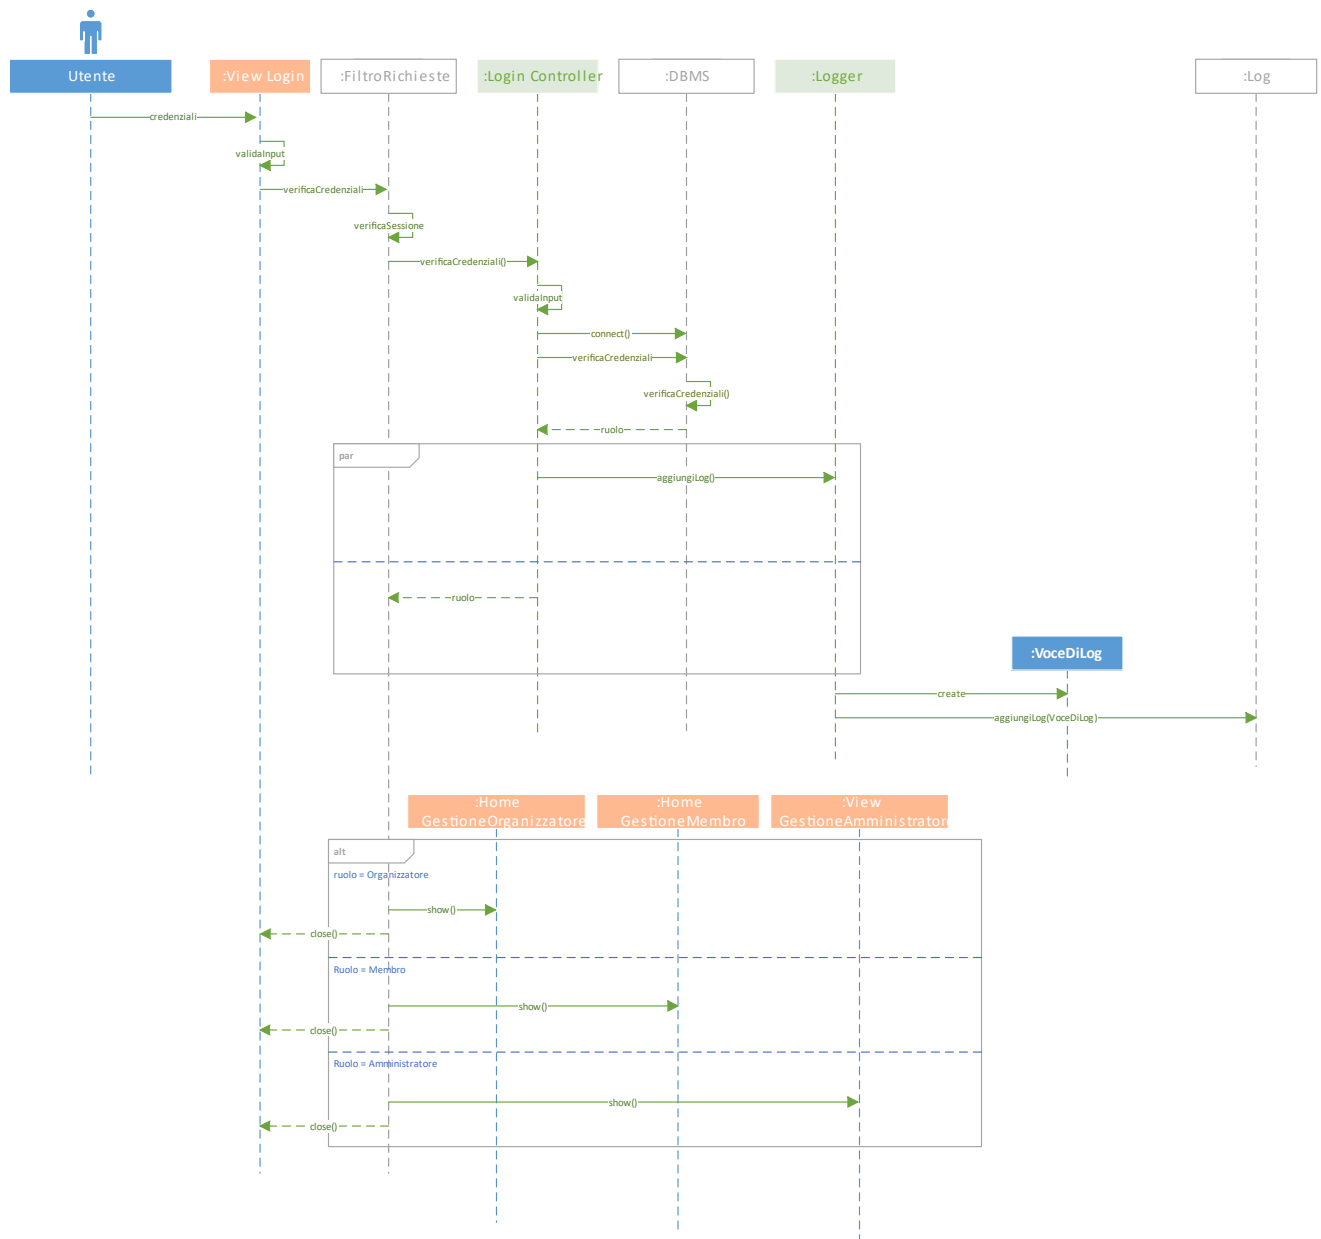 Utente
:View Login
:FiltroRichieste
:Login Controller
:DBMS
:Logger
:Log
credenziali
validaInput
verificaCredenziali
verificaSessione
verificaCredenziali()
validaInput
connect()
verificaCredenziali
verificaCredenziali()
ruolo
par
aggiungiLog()
ruolo
:VoceDiLog
create
aggiungiLog(VoceDiLog)
:Home
GestioneOrganizzatore
:Home
GestioneMembro
:View
GestioneAmministrator
alt
ruolo = Organizzatore
show()
close()
Ruolo = Membro
show()
close()
Ruolo = Amministratore
show()
close()